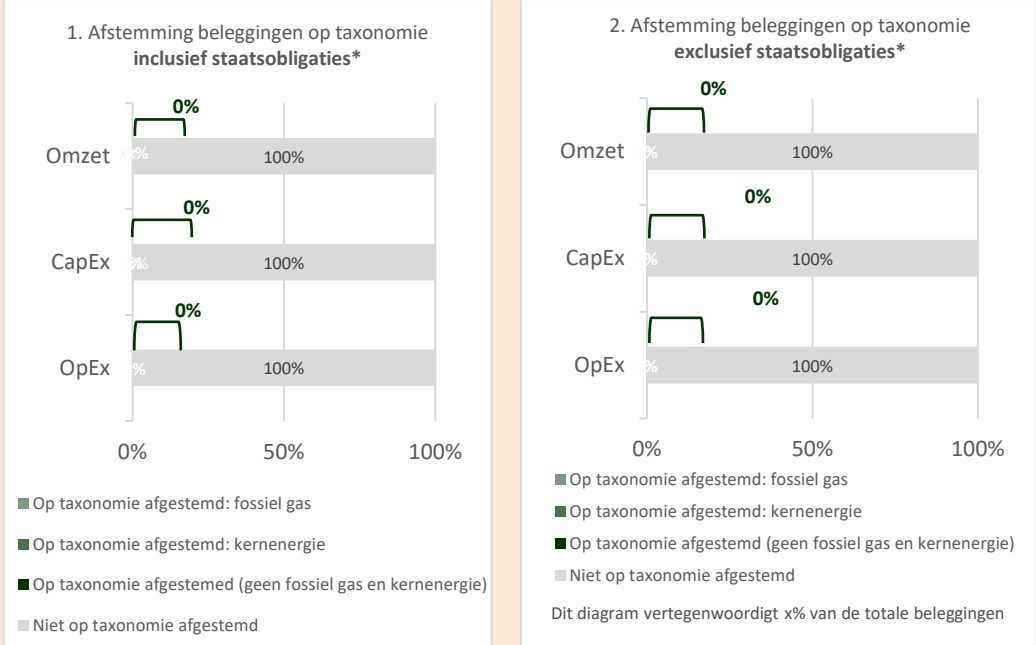 1. Afstemming beleggingen op taxonomie
inclusief staatsobligaties*
0%
Omzet
100%
0%
CapEx
100%
0%
OpEx
100%
0%
50%
100%
Op taxonomie afgestemd: fossiel gas
Op taxonomie afgestemd: kernenergie
Op taxonomie afgestemed (geen fossiel gas en kernenergie)
Niet op taxonomie afgestemd
2. Afstemming beleggingen op taxonomie
exclusief staatsobligaties*
0%
Omzet
%
100%
0%
CapEx
%
100%
0%
OpEx
%
100%
0%
50%
100%
Op taxonomie afgestemd: fossiel gas
Op taxonomie afgestemd: kernenergie
Op taxonomie afgestemd (geen fossiel gas en kernenergie)
Niet op taxonomie afgestemd
Dit diagram vertegenwoordigt x% van de totale beleggingen